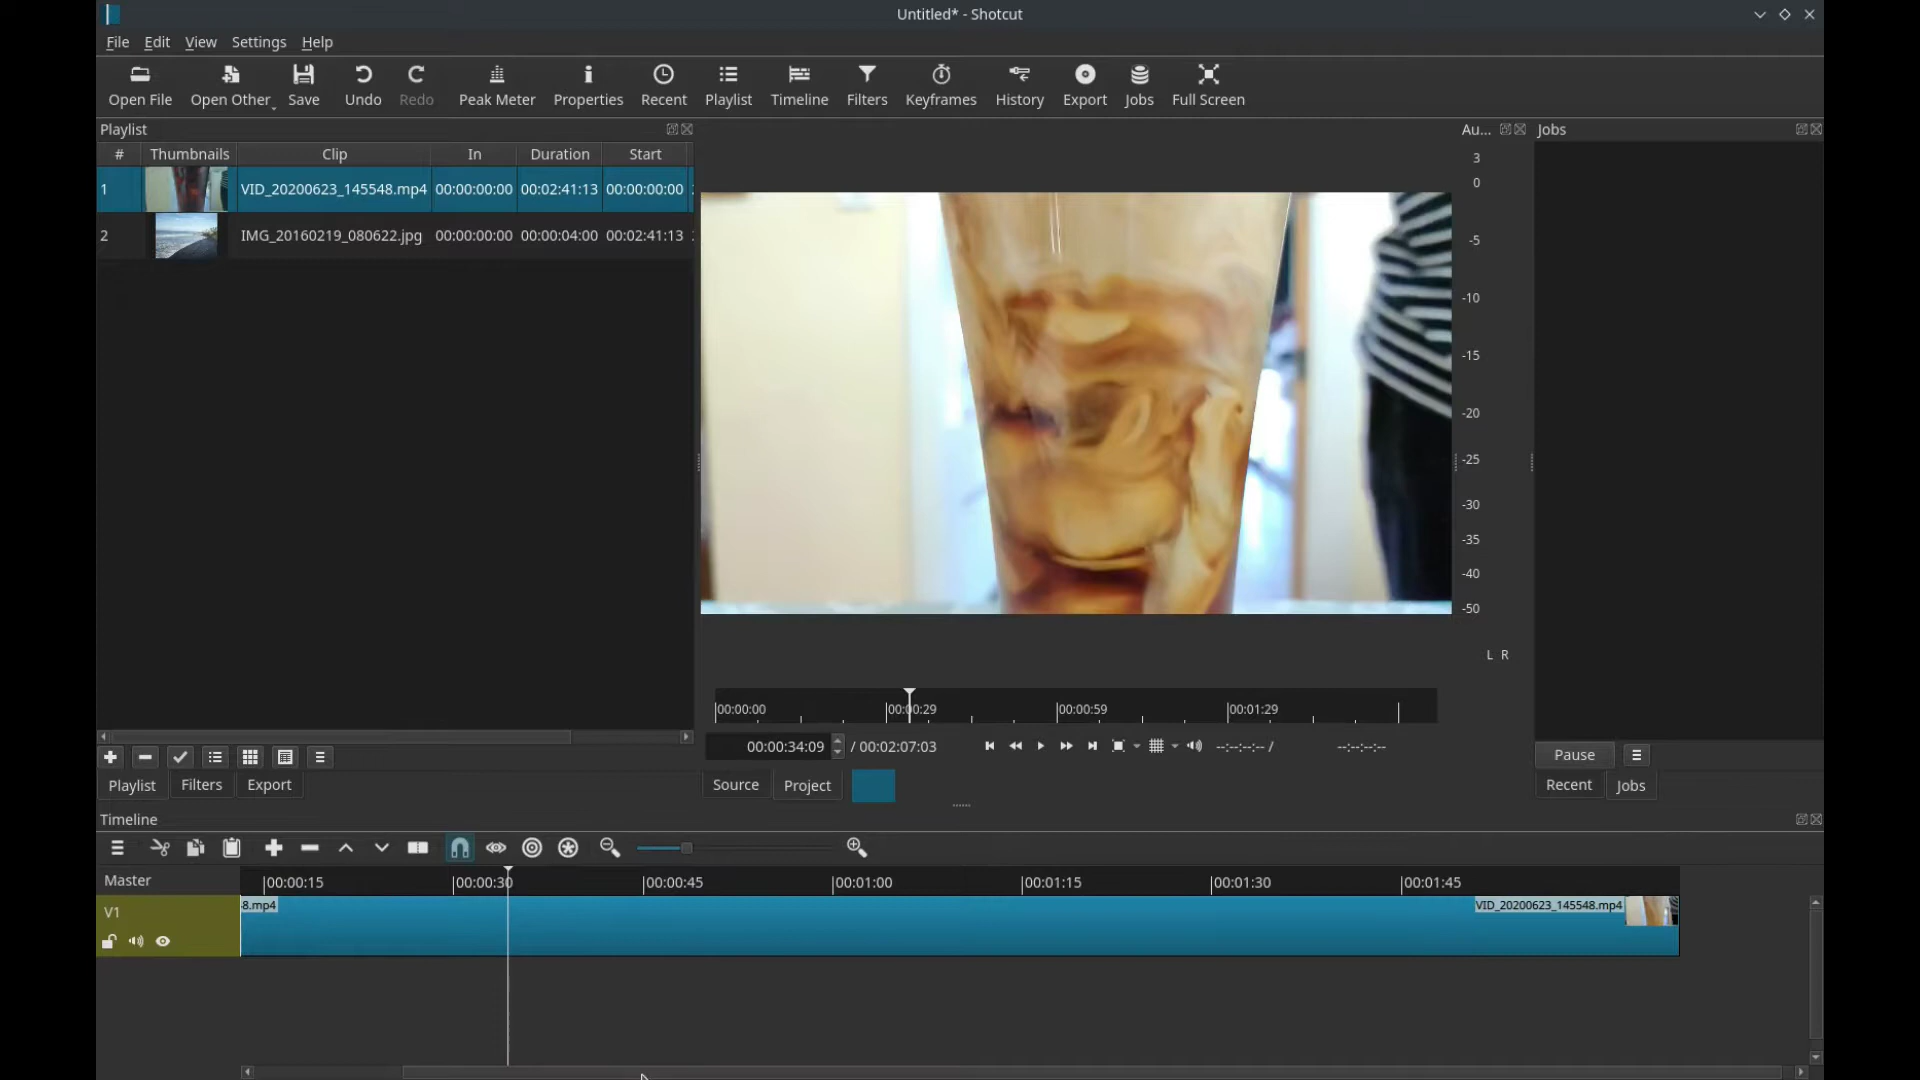 Untitled* - Shotcut
File Edit View Settings Help
Open File Open Other Save Undo Redo Peak Meter Properties Recent Playlist Timeline Filters Keyframes History Export Jobs Full Screen
Playlist
# Thumbnails Clip In Duration Start
1 VID_20200623_145548.mp4 00:00:00:00 00:02:41:13 00:00:00:00
2 IMG_20160219_080622.jpg 00:00:00:00 00:00:04:00 00:02:41:13
Au...
3
0
-5
-10
-15
-20
-25
-30
-35
-40
-50
L R
Jobs
00:00:00 00:00:29 00:00:59 00:01:29
00:00:34:09 / 00:02:07:03 --:--:--:-- / --:--:--:--
Pause
Playlist Filters Export
Source Project
Recent Jobs
Timeline
Master 00:00:15 00:00:30 00:00:45 00:01:00 00:01:15 00:01:30 00:01:45
V1
8.mp4 VID_20200623_145548.mp4